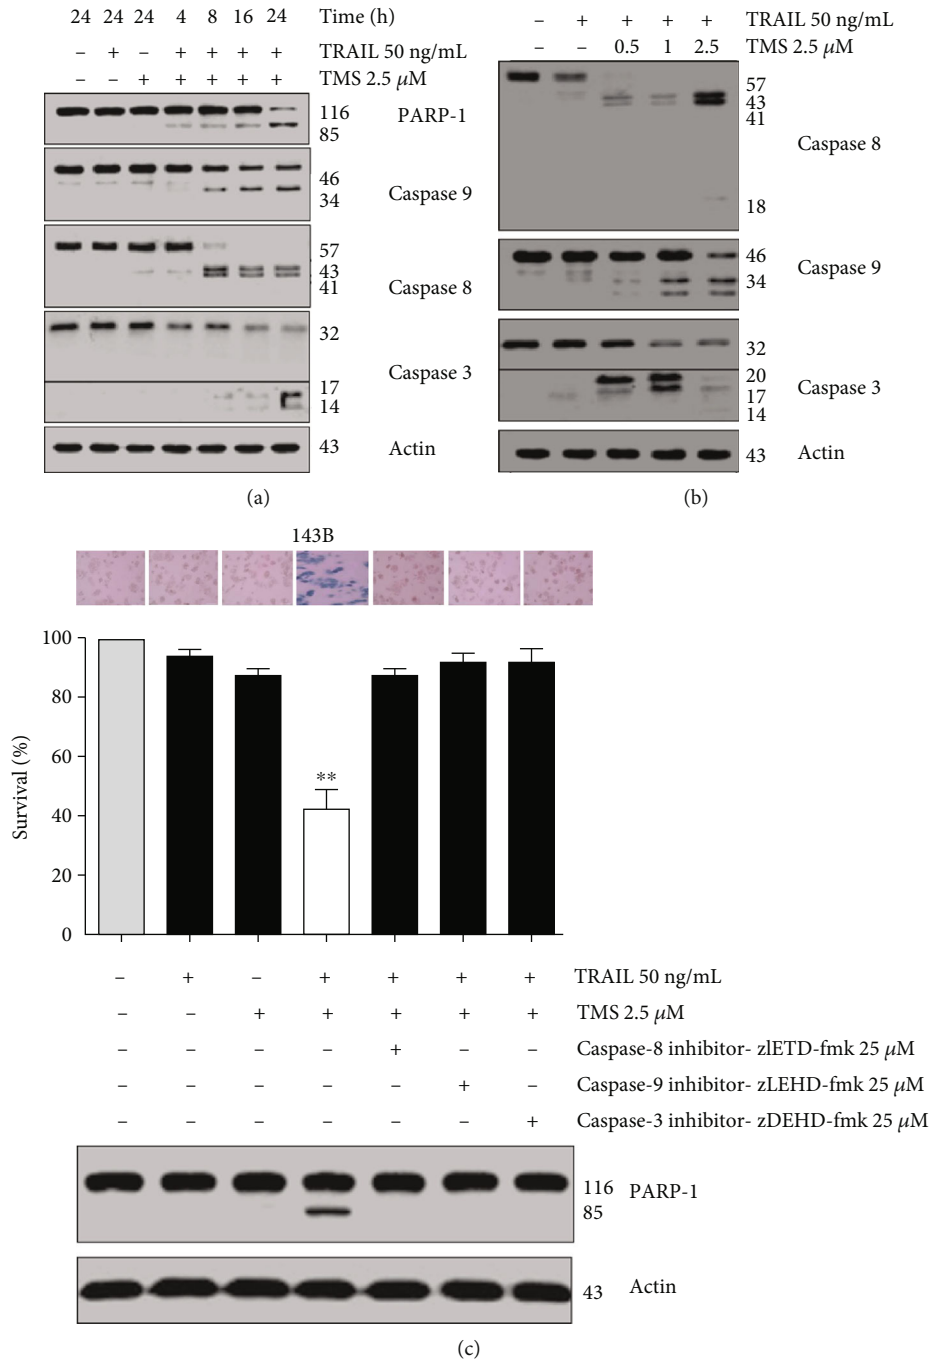 24 24 24 4 8 16 24 Time (h)
– + – + + + + TRAIL 50 ng/mL
– – + + + + + TMS 2.5 μM
116
85
PARP-1
46
34
Caspase 9
57
43
41
Caspase 8
32
17
14
Caspase 3
43
Actin
(a)
– + + + + TRAIL 50 ng/mL
– – 0.5 1 2.5 TMS 2.5 μM
57
43
41
18
Caspase 8
46
34
Caspase 9
32
20
17
14
Caspase 3
43
Actin
(b)
143B
Survival (%)
100
80
60
40
20
0
**
– + – + + + + TRAIL 50 ng/mL
– – + + + + + TMS 2.5 μM
– – – – + – – Caspase-8 inhibitor- zlETD-fmk 25 μM
– – – – – + – Caspase-9 inhibitor- zLEHD-fmk 25 μM
– – – – – – + Caspase-3 inhibitor- zDEHD-fmk 25 μM
116
85
PARP-1
43
Actin
(c)